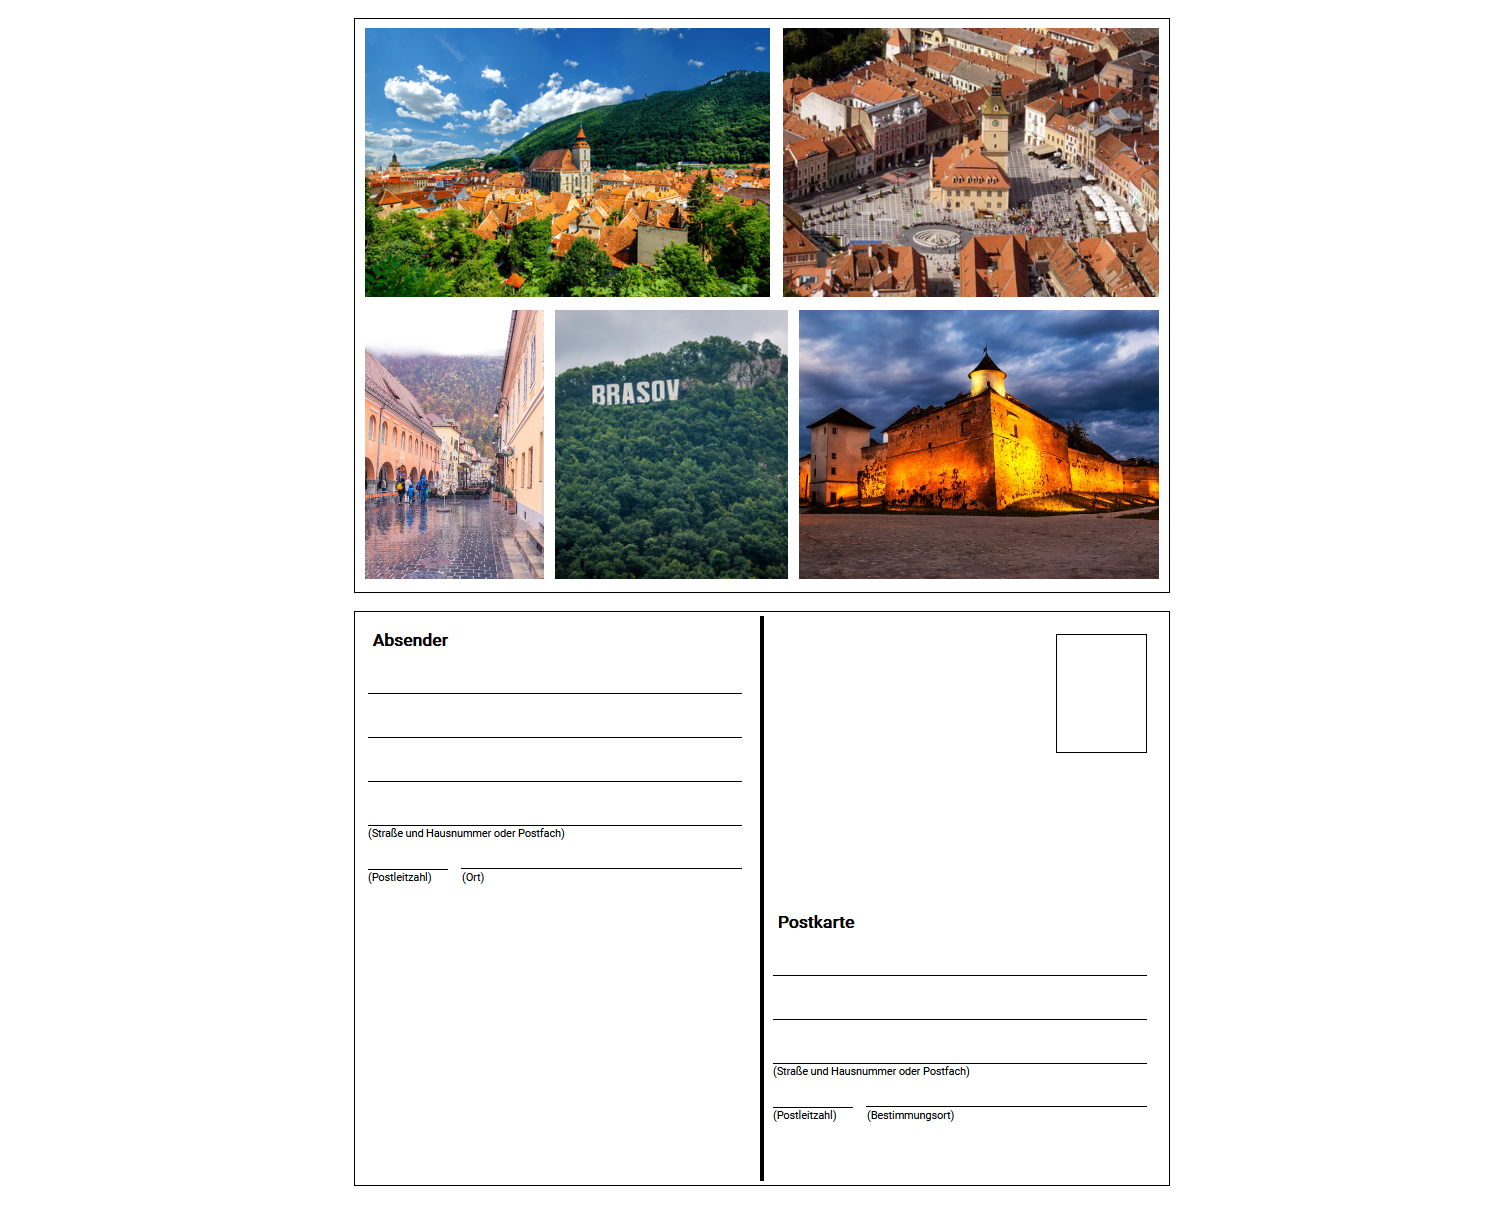 BRASOV
Absender
(Straße und Hausnummer oder Postfach)
(Postleitzahl) (Ort)
Postkarte
(Straße und Hausnummer oder Postfach)
(Postleitzahl) (Bestimmungsort)